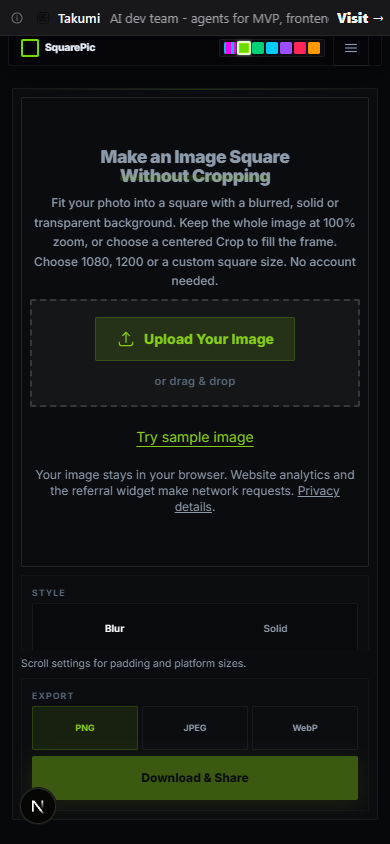 Takumi AI dev team - agents for MVP, fronten Visit →
SquarePic
Make an Image Square
Without Cropping
Fit your photo into a square with a blurred, solid or
transparent background. Keep the whole image at 100%
zoom, or choose a centered Crop to fill the frame.
Choose 1080, 1200 or a custom square size. No account
needed.
Upload Your Image
or drag & drop
Try sample image
Your image stays in your browser. Website analytics and
the referral widget make network requests. Privacy
details.
STYLE
Blur Solid
Scroll settings for padding and platform sizes.
EXPORT
PNG JPEG WebP
Download & Share
N